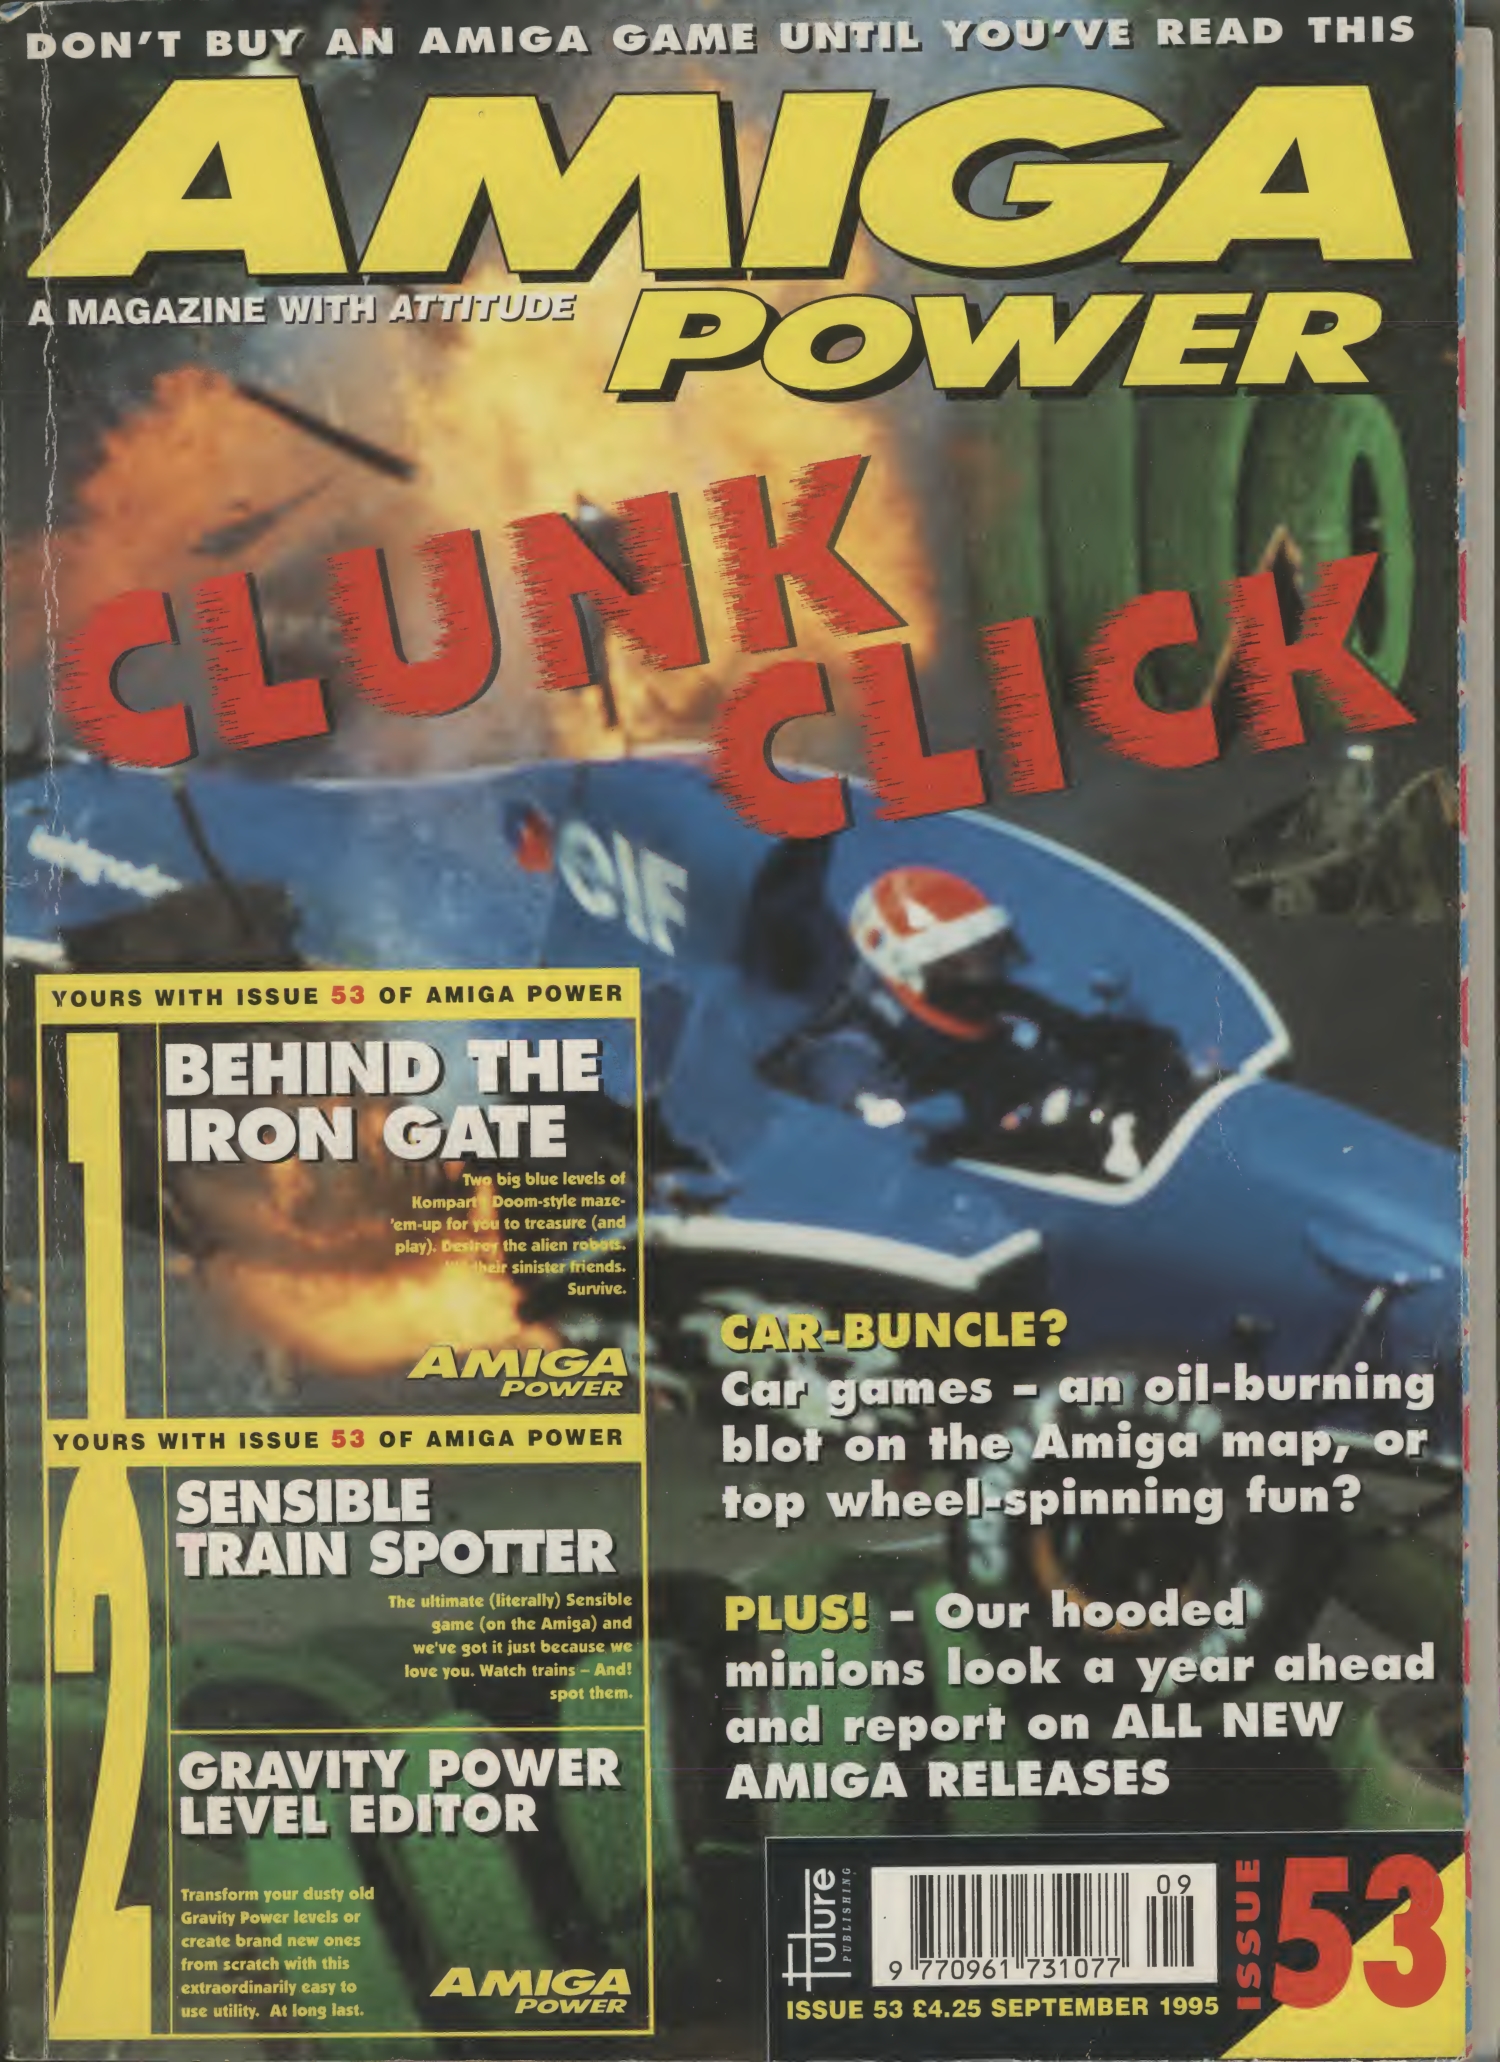 DON'T BUY AN AMIGA GAME UNTIL YOU'VE READ THIS
AMIGA
POWER
A MAGAZINE WITH ATTITUDE
CLUNK
CLICK
CIF
YOURS WITH ISSUE 53 OF AMIGA POWER
1
BEHIND THE
IRON GATE
Two big blue levels of
Kompart's Doom-style maze-
'em-up for you to treasure (and
play). Destroy the alien robots.
their sinister friends.
Survive.
AMIGA
POWER
YOURS WITH ISSUE 53 OF AMIGA POWER
2
SENSIBLE
TRAIN SPOTTER
The ultimate (literally) Sensible
game (on the Amiga) and
we've got it just because we
love you. Watch trains – And!
spot them.
GRAVITY POWER
LEVEL EDITOR
Transform your dusty old
Gravity Power levels or
create brand new ones
from scratch with this
extraordinarily easy to
use utility. At long last.
AMIGA
POWER
CAR-BUNCLE?
Car games – an oil-burning
blot on the Amiga map, or
top wheel-spinning fun?
PLUS! – Our hooded
minions look a year ahead
and report on ALL NEW
AMIGA RELEASES
Future
PUBLISHING
09
9 770961 731077
ISSUE 53 £4.25 SEPTEMBER 1995
ISSUE 53